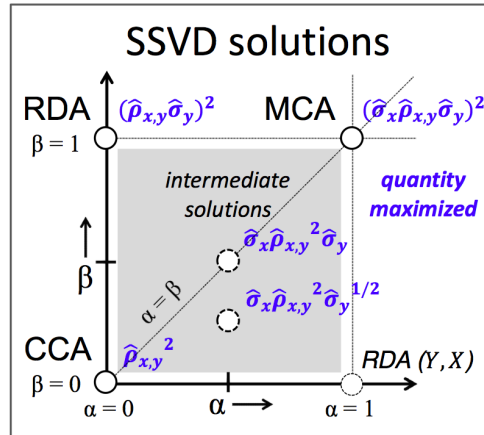 SSVD solutions
RDA (ρ̂x,yσ̂y)² MCA (σ̂xρ̂x,yσ̂y)²
β = 1
intermediate solutions
quantity maximized
σ̂xρ̂x,y²σ̂y
β →
α = β
σ̂xρ̂x,y²σ̂y^1/2
CCA ρ̂x,y²
β = 0 RDA (Y, X)
α = 0 α → α = 1